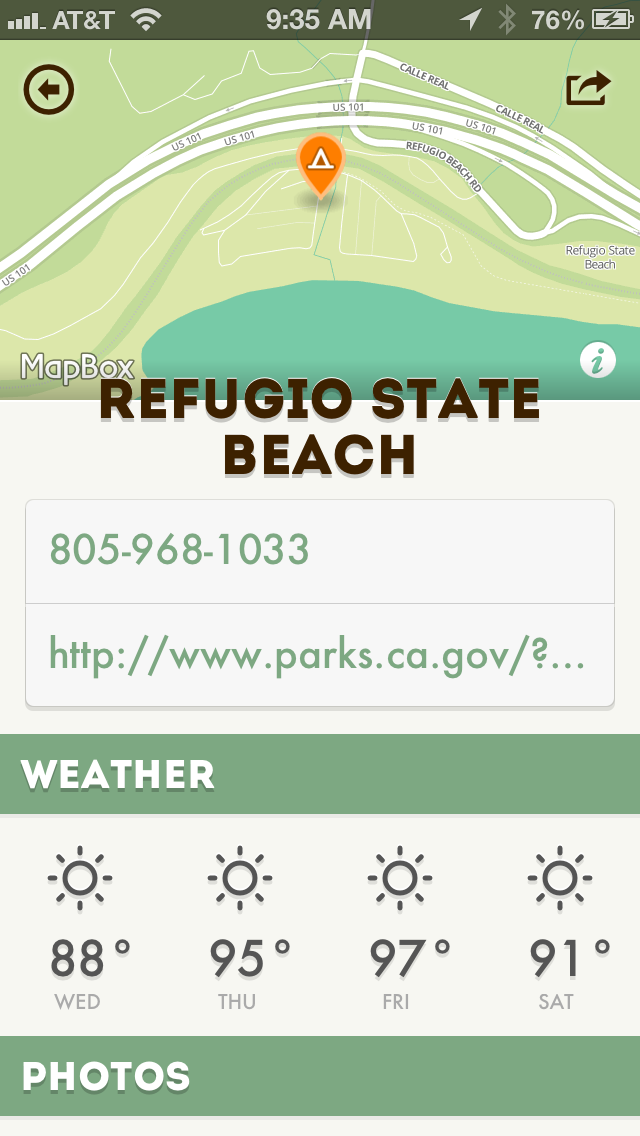 AT&T 9:35 AM 76%
CALLE REAL
CALLE REAL
US 101
US 101
US 101
US 101
US 101
REFUGIO BEACH RD
US 101
Refugio State
Beach
MapBox
i
REFUGIO STATE
BEACH
805-968-1033
http://www.parks.ca.gov/?...
WEATHER
88° 95° 97° 91°
WED THU FRI SAT
PHOTOS